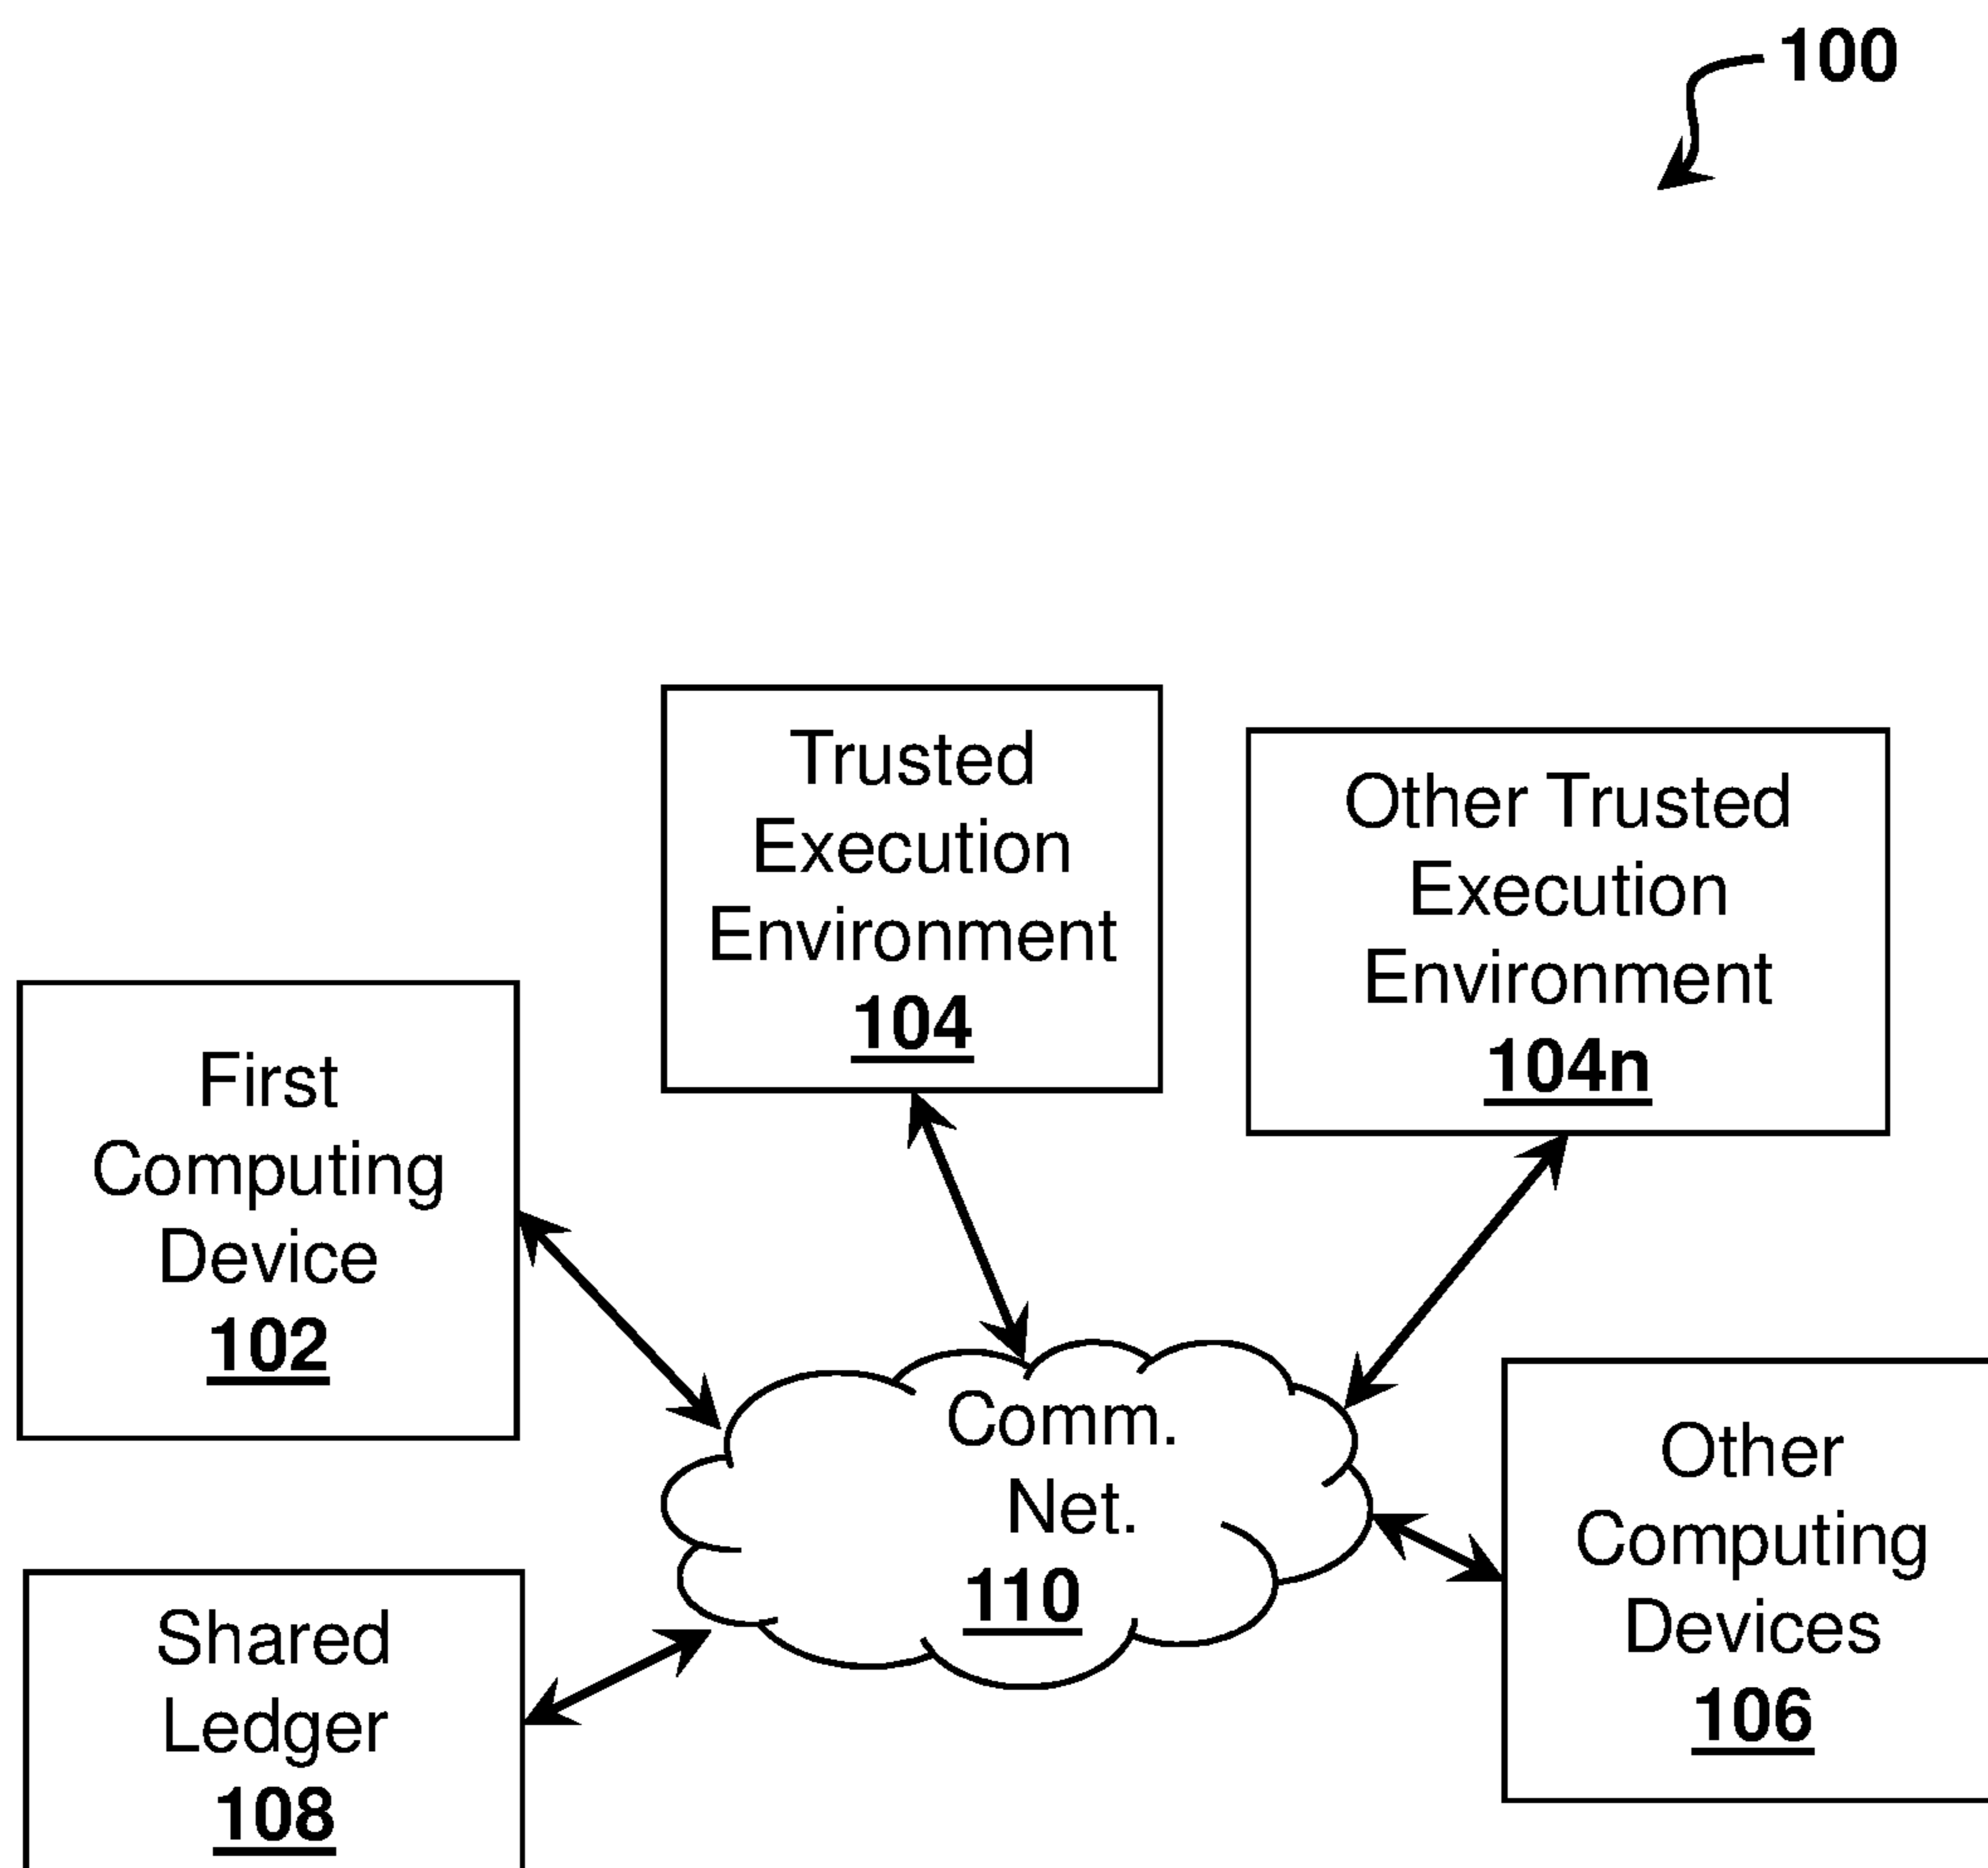 100
Trusted
Execution
Environment
104
Other Trusted
Execution
Environment
104n
First
Computing
Device
102
Comm.
Net.
110
Other
Computing
Devices
106
Shared
Ledger
108